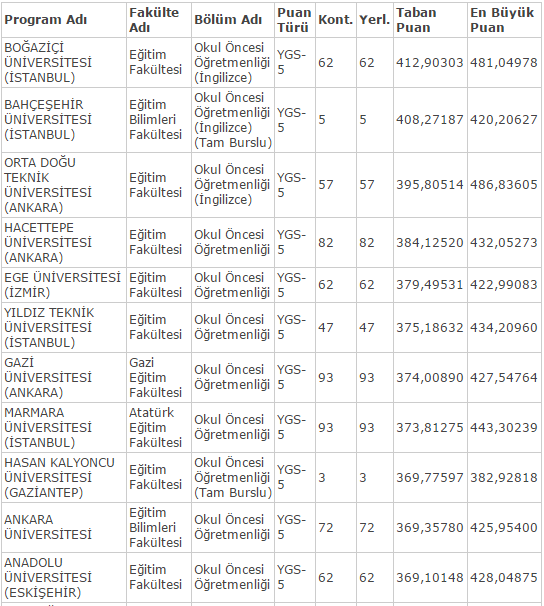 Program Adı Fakülte Adı Bölüm Adı Puan Türü Kont. Yerl. Taban Puan En Büyük Puan
BOĞAZİÇİ ÜNİVERSİTESİ (İSTANBUL) Eğitim Fakültesi Okul Öncesi Öğretmenliği (İngilizce) YGS-5 62 62 412,90303 481,04978
BAHÇEŞEHİR ÜNİVERSİTESİ (İSTANBUL) Eğitim Bilimleri Fakültesi Okul Öncesi Öğretmenliği (İngilizce) (Tam Burslu) YGS-5 5 5 408,27187 420,20627
ORTA DOĞU TEKNİK ÜNİVERSİTESİ (ANKARA) Eğitim Fakültesi Okul Öncesi Öğretmenliği (İngilizce) YGS-5 57 57 395,80514 486,83605
HACETTEPE ÜNİVERSİTESİ (ANKARA) Eğitim Fakültesi Okul Öncesi Öğretmenliği YGS-5 82 82 384,12520 432,05273
EGE ÜNİVERSİTESİ (İZMİR) Eğitim Fakültesi Okul Öncesi Öğretmenliği YGS-5 62 62 379,49531 422,99083
YILDIZ TEKNİK ÜNİVERSİTESİ (İSTANBUL) Eğitim Fakültesi Okul Öncesi Öğretmenliği YGS-5 47 47 375,18632 434,20960
GAZİ ÜNİVERSİTESİ (ANKARA) Gazi Eğitim Fakültesi Okul Öncesi Öğretmenliği YGS-5 93 93 374,00890 427,54764
MARMARA ÜNİVERSİTESİ (İSTANBUL) Atatürk Eğitim Fakültesi Okul Öncesi Öğretmenliği YGS-5 93 93 373,81275 443,30239
HASAN KALYONCU ÜNİVERSİTESİ (GAZİANTEP) Eğitim Fakültesi Okul Öncesi Öğretmenliği (Tam Burslu) YGS-5 3 3 369,77597 382,92818
ANKARA ÜNİVERSİTESİ Eğitim Bilimleri Fakültesi Okul Öncesi Öğretmenliği YGS-5 72 72 369,35780 425,95400
ANADOLU ÜNİVERSİTESİ (ESKİŞEHİR) Eğitim Fakültesi Okul Öncesi Öğretmenliği YGS-5 62 62 369,10148 428,04875